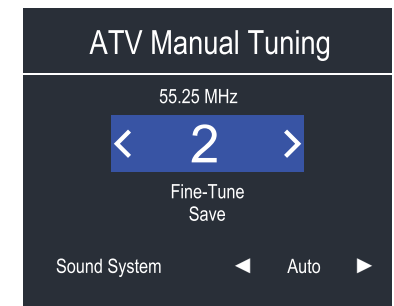 ATV Manual Tuning
55.25 MHz
2
Fine-Tune
Save
Sound System Auto